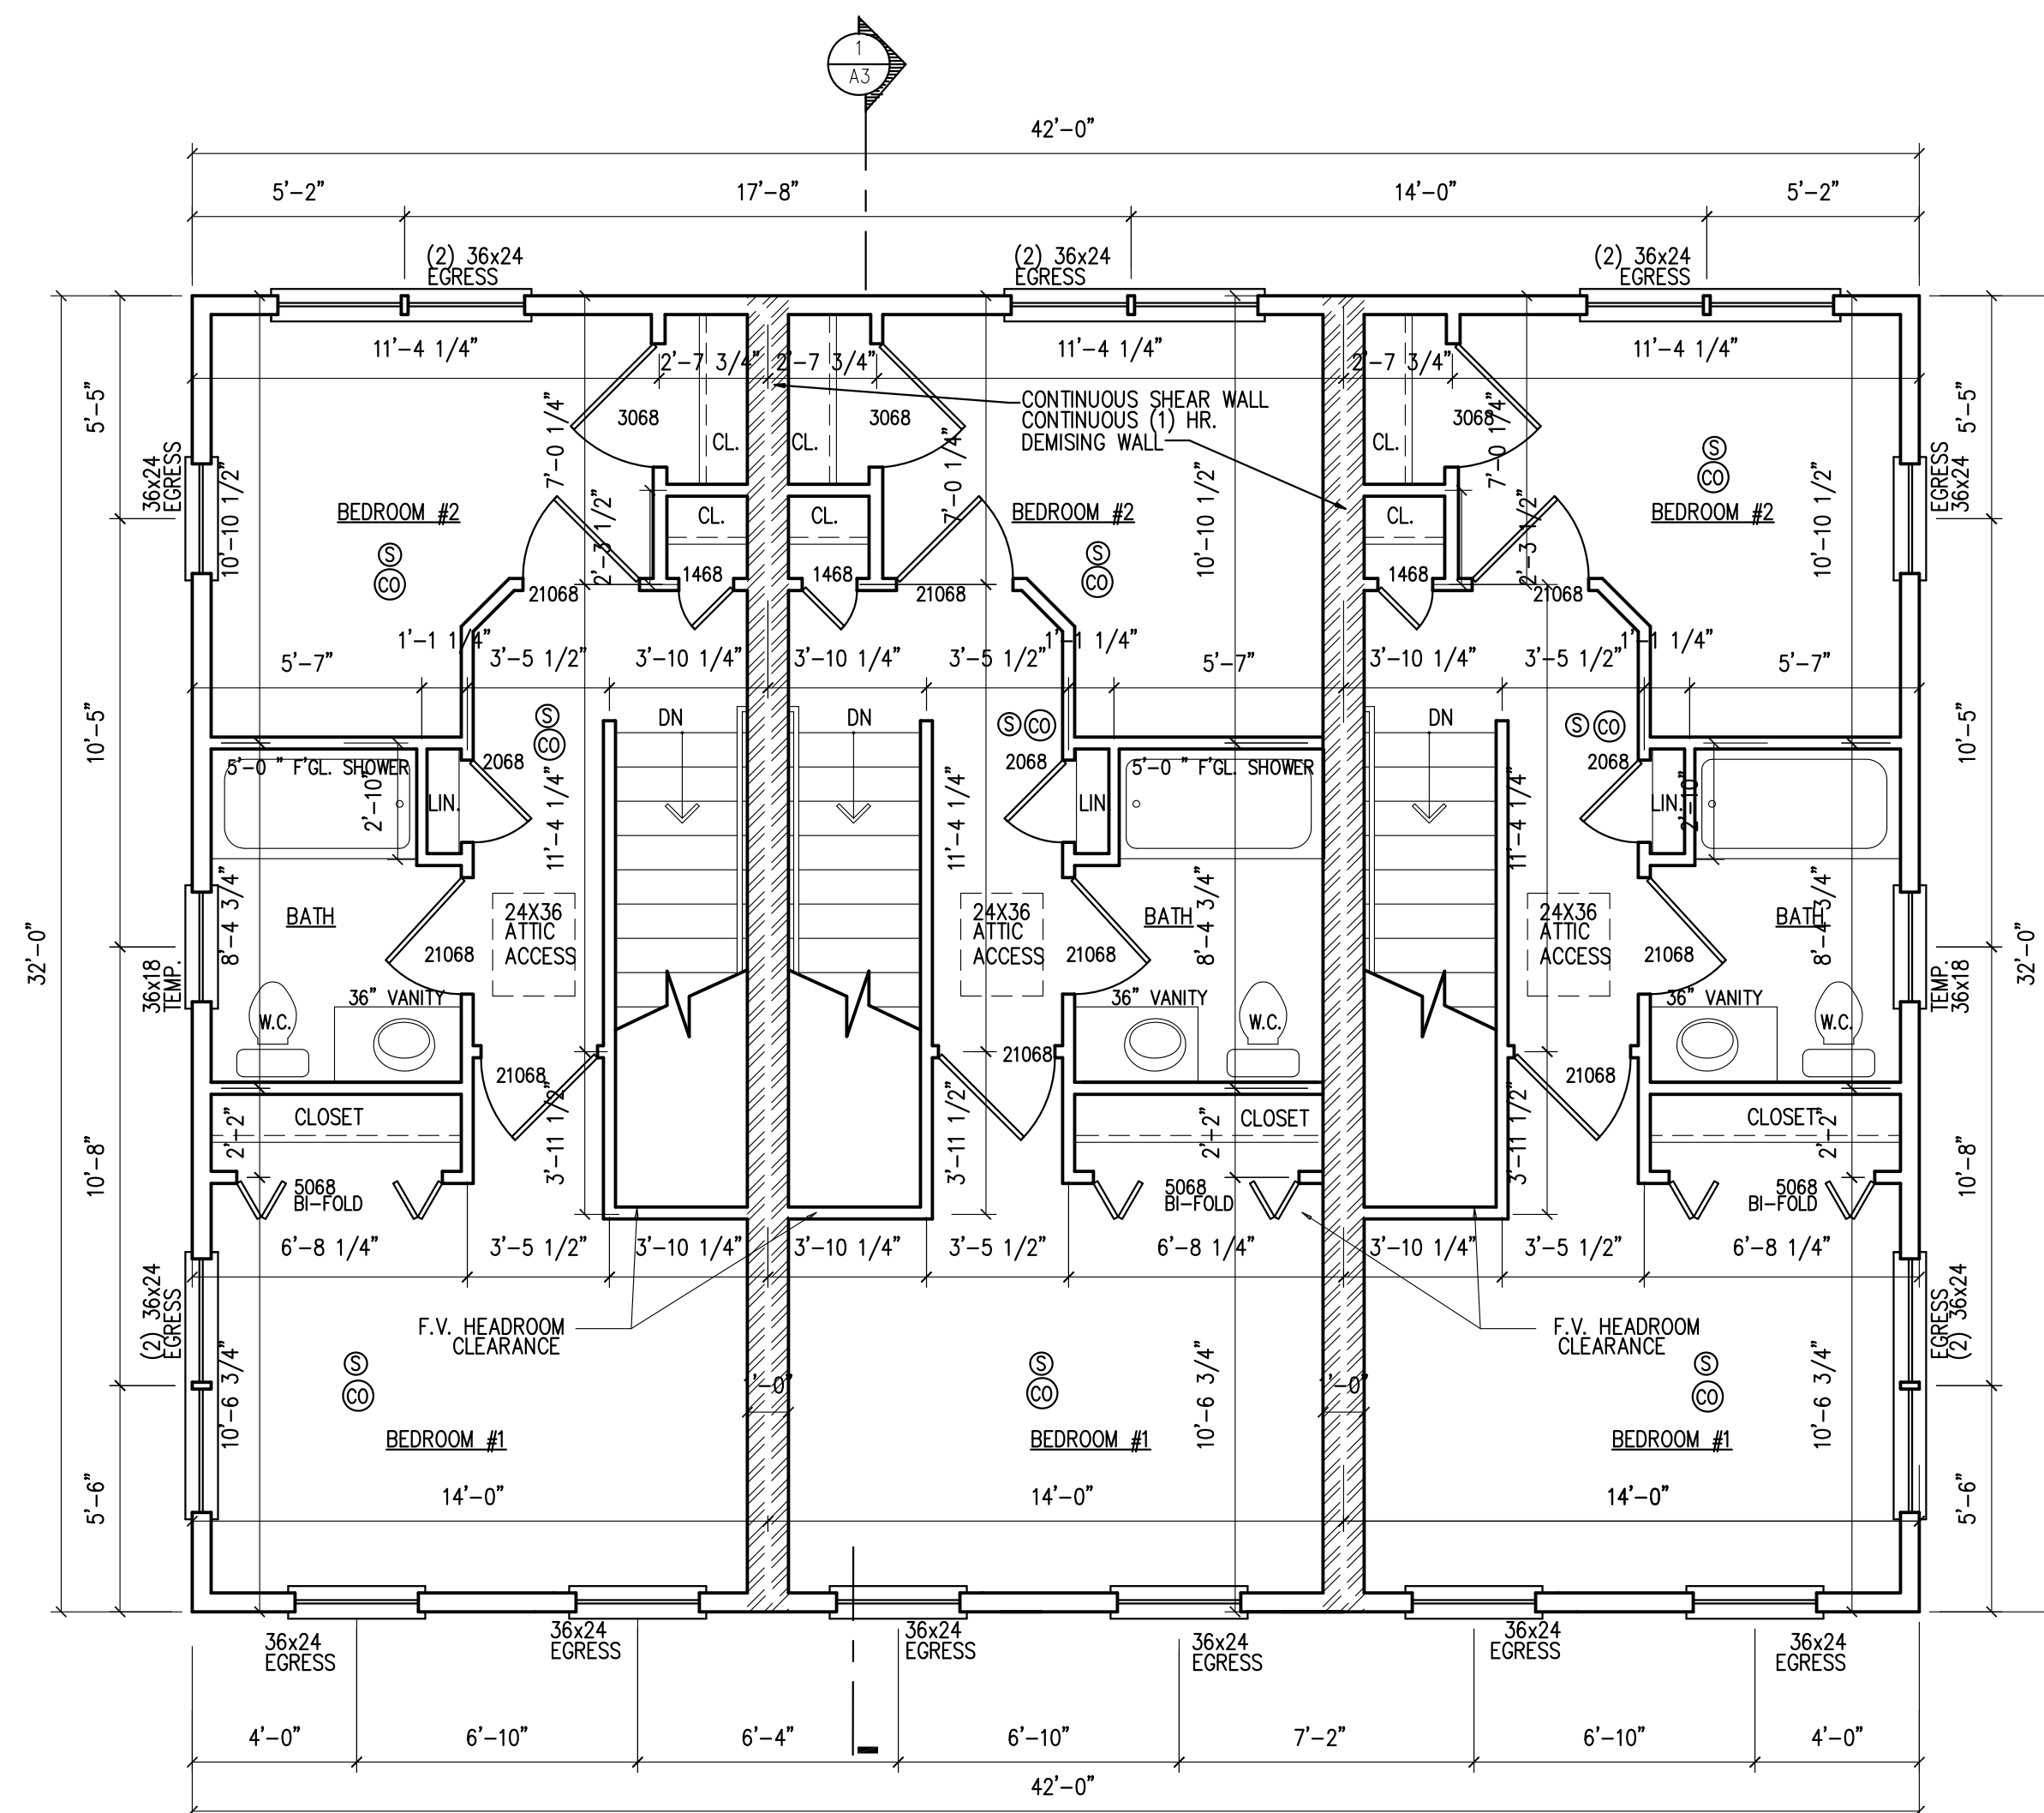 1
A3
42'-0"
5'-2"
17'-8"
14'-0"
5'-2"
(2) 36x24
EGRESS
(2) 36x24
EGRESS
(2) 36x24
EGRESS
11'-4 1/4"
2'-7 3/4"
2'-7 3/4"
11'-4 1/4"
2'-7 3/4"
11'-4 1/4"
CONTINUOUS SHEAR WALL
CONTINUOUS (1) HR.
DEMISING WALL
5'-5"
36x24
EGRESS
10'-10 1/2"
7'-0 1/4"
3068
CL.
CL.
3068
7'-0 1/4"
10'-10 1/2"
CL.
3068
7'-0 1/4"
10'-10 1/2"
EGRESS
36x24
5'-5"
BEDROOM #2
S
CO
2'-3 1/2"
CL.
CL.
BEDROOM #2
S
CO
CL.
2'-3 1/2"
S
CO
BEDROOM #2
21068
1468
1468
21068
1468
21068
1'-1 1/4"
1'-1 1/4"
1'-1 1/4"
5'-7"
3'-5 1/2"
3'-10 1/4"
3'-10 1/4"
3'-5 1/2"
5'-7"
3'-10 1/4"
3'-5 1/2"
5'-7"
10'-5"
S
CO
DN
DN
S
CO
DN
S
CO
10'-5"
5'-0 " F'GL. SHOWER
2068
2068
5'-0 " F'GL. SHOWER
2068
2'-10"
LIN.
11'-4 1/4"
11'-4 1/4"
LIN.
11'-4 1/4"
LIN.
2'-10"
32'-0"
36x18
TEMP.
8'-4 3/4"
BATH
21068
24X36
ATTIC
ACCESS
24X36
ATTIC
ACCESS
21068
BATH
8'-4 3/4"
24X36
ATTIC
ACCESS
21068
BATH
8'-4 3/4"
TEMP.
36x18
32'-0"
W.C.
36" VANITY
36" VANITY
W.C.
36" VANITY
W.C.
21068
21068
21068
10'-8"
2'-2"
CLOSET
3'-11 1/2"
3'-11 1/2"
2'-2"
CLOSET
3'-11 1/2"
CLOSET
2'-2"
10'-8"
5068
BI-FOLD
5068
BI-FOLD
5068
BI-FOLD
6'-8 1/4"
3'-5 1/2"
3'-10 1/4"
3'-10 1/4"
3'-5 1/2"
6'-8 1/4"
3'-10 1/4"
3'-5 1/2"
6'-8 1/4"
(2) 36x24
EGRESS
F.V. HEADROOM
CLEARANCE
F.V. HEADROOM
CLEARANCE
EGRESS
(2) 36x24
10'-6 3/4"
S
CO
1'-0"
S
CO
10'-6 3/4"
1'-0"
S
CO
10'-6 3/4"
BEDROOM #1
BEDROOM #1
BEDROOM #1
5'-6"
14'-0"
14'-0"
14'-0"
5'-6"
36x24
EGRESS
36x24
EGRESS
36x24
EGRESS
36x24
EGRESS
36x24
EGRESS
36x24
EGRESS
4'-0"
6'-10"
6'-4"
6'-10"
7'-2"
6'-10"
4'-0"
42'-0"